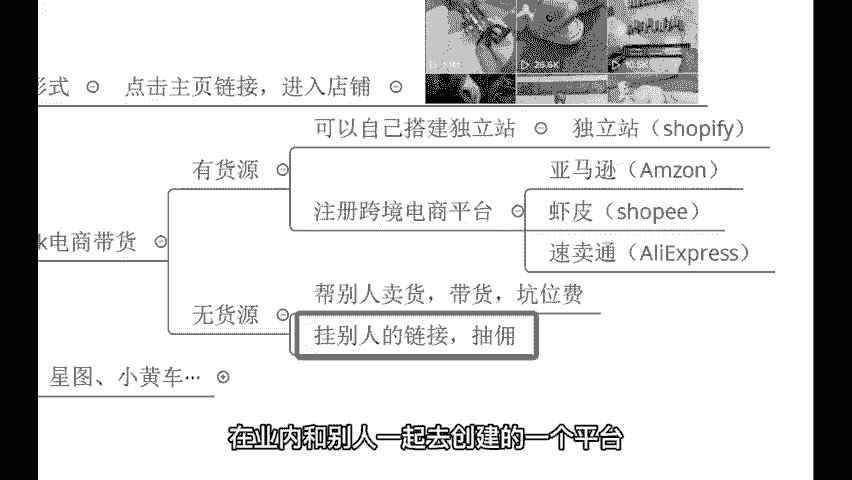 26.6K
形式 点击主页链接，进入店铺
可以自己搭建独立站 独立站（shopify）
有货源
亚马逊（Amzon）
注册跨境电商平台 虾皮（shopee）
k电商带货
速卖通（AliExpress）
帮别人卖货，带货，坑位费
无货源
挂别人的链接，抽佣
星图、小黄车…
在业内和别人一起去创建的一个平台